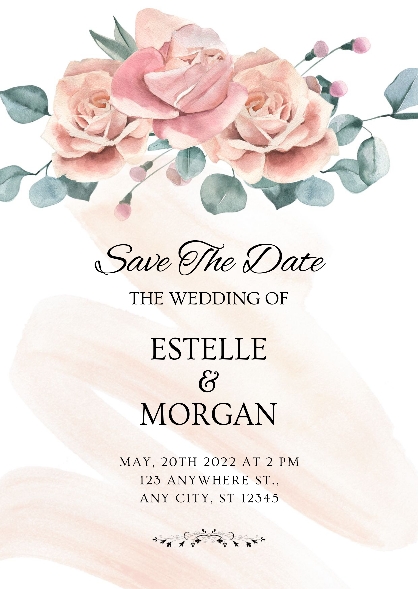 Save The Date
THE WEDDING OF
ESTELLE
&
MORGAN
MAY, 20TH 2022 AT 2 PM
123 ANYWHERE ST.,
ANY CITY, ST 12345